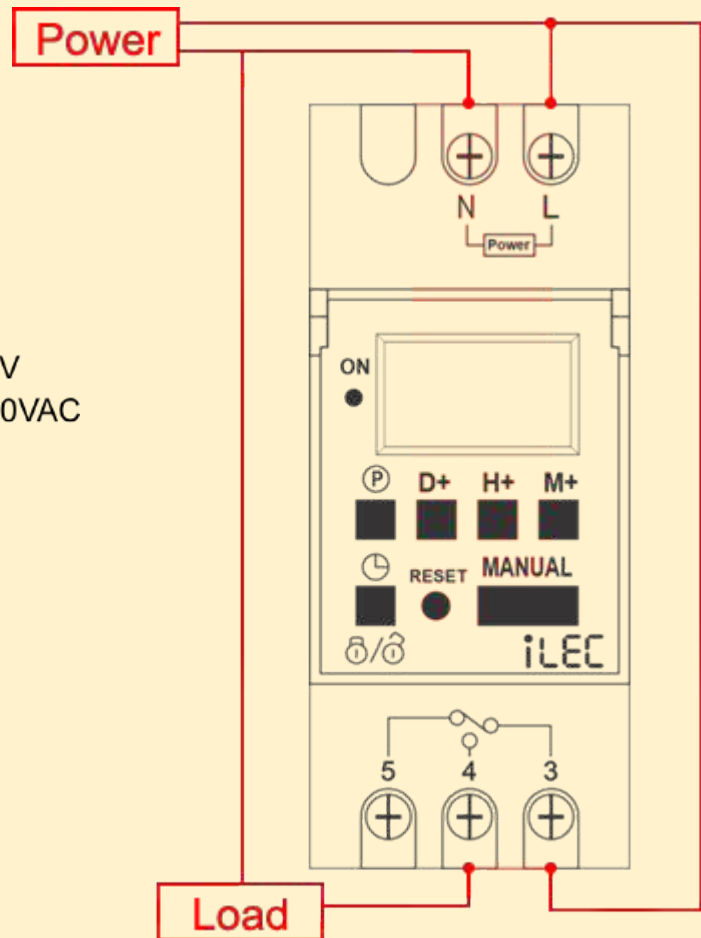 Power
N L
Power
V
0VAC
ON
P D+ H+ M+
RESET MANUAL
iLEC
5 4 3
Load